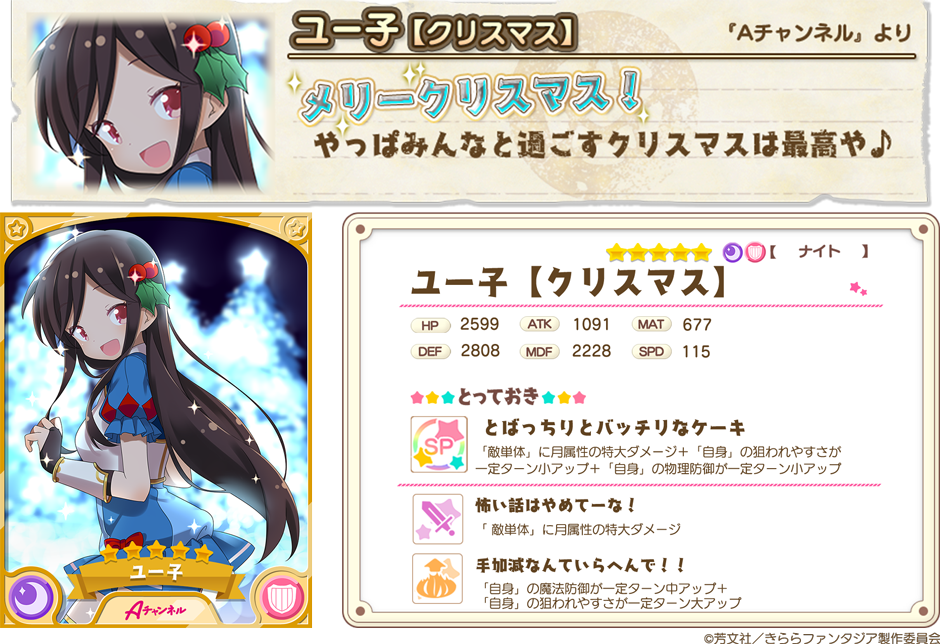 ユー子【クリスマス】
『Aチャンネル』より
メリークリスマス！
やっぱみんなと過ごすクリスマスは最高や♪
【 ナイト 】
ユー子【クリスマス】
HP 2599 ATK 1091 MAT 677
DEF 2808 MDF 2228 SPD 115
とっておき
SP
とばっちりとバッチリなケーキ
「敵単体」に月属性の特大ダメージ＋「自身」の狙われやすさが
一定ターン小アップ＋「自身」の物理防御が一定ターン小アップ
怖い話はやめてーな！
「 敵単体」に月属性の特大ダメージ
手加減なんていらへんで！！
「自身」の魔法防御が一定ターン中アップ＋
「自身」の狙われやすさが一定ターン大アップ
ユー子
Aチャンネル
©芳文社／きららファンタジア製作委員会